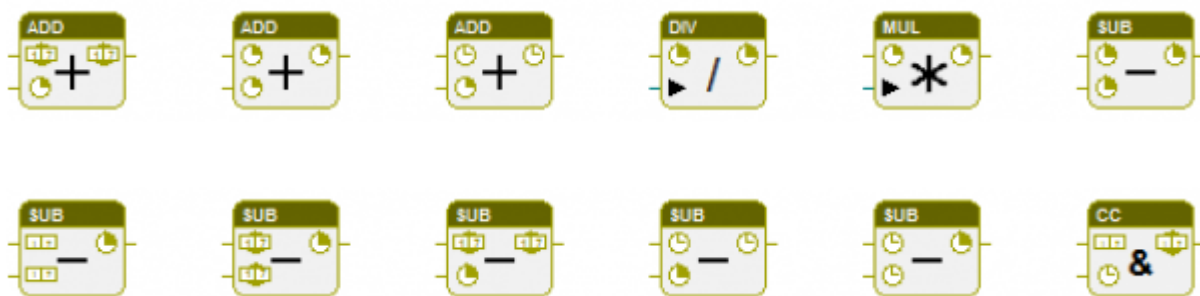 ADD ADD ADD DIV MUL SUB
+ + + / * -
SUB SUB SUB SUB SUB CC
- - - - - &